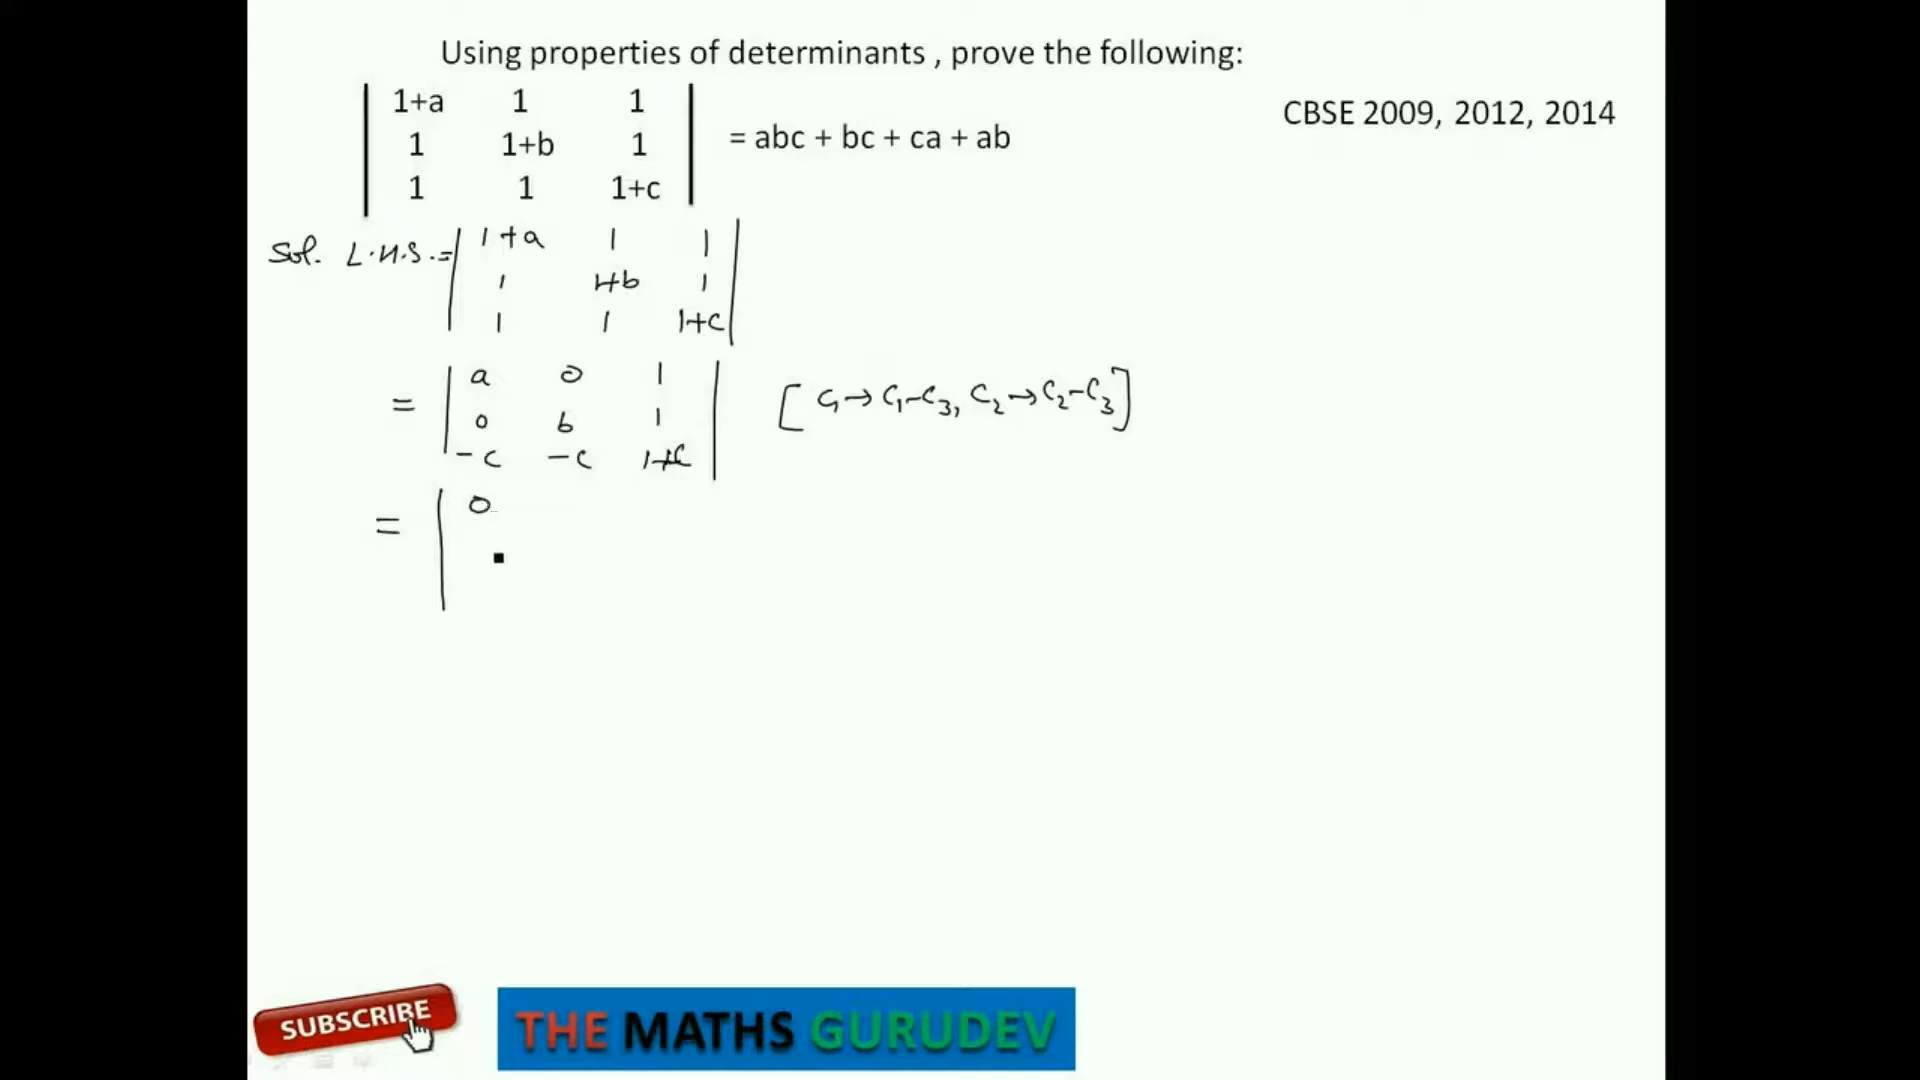 Using properties of determinants , prove the following:
1+a 1 1
CBSE 2009, 2012, 2014
1 1+b 1 = abc + bc + ca + ab
1 1 1+c
Sol. L.H.S. = 1+a 1 1
1 1+b 1
1 1 1+c
= a 0 1
0 b 1 [C₁→C₁-C₃, C₂→C₂-C₃]
-c -c 1+c
= 0
SUBSCRIBE
THE MATHS GURUDEV